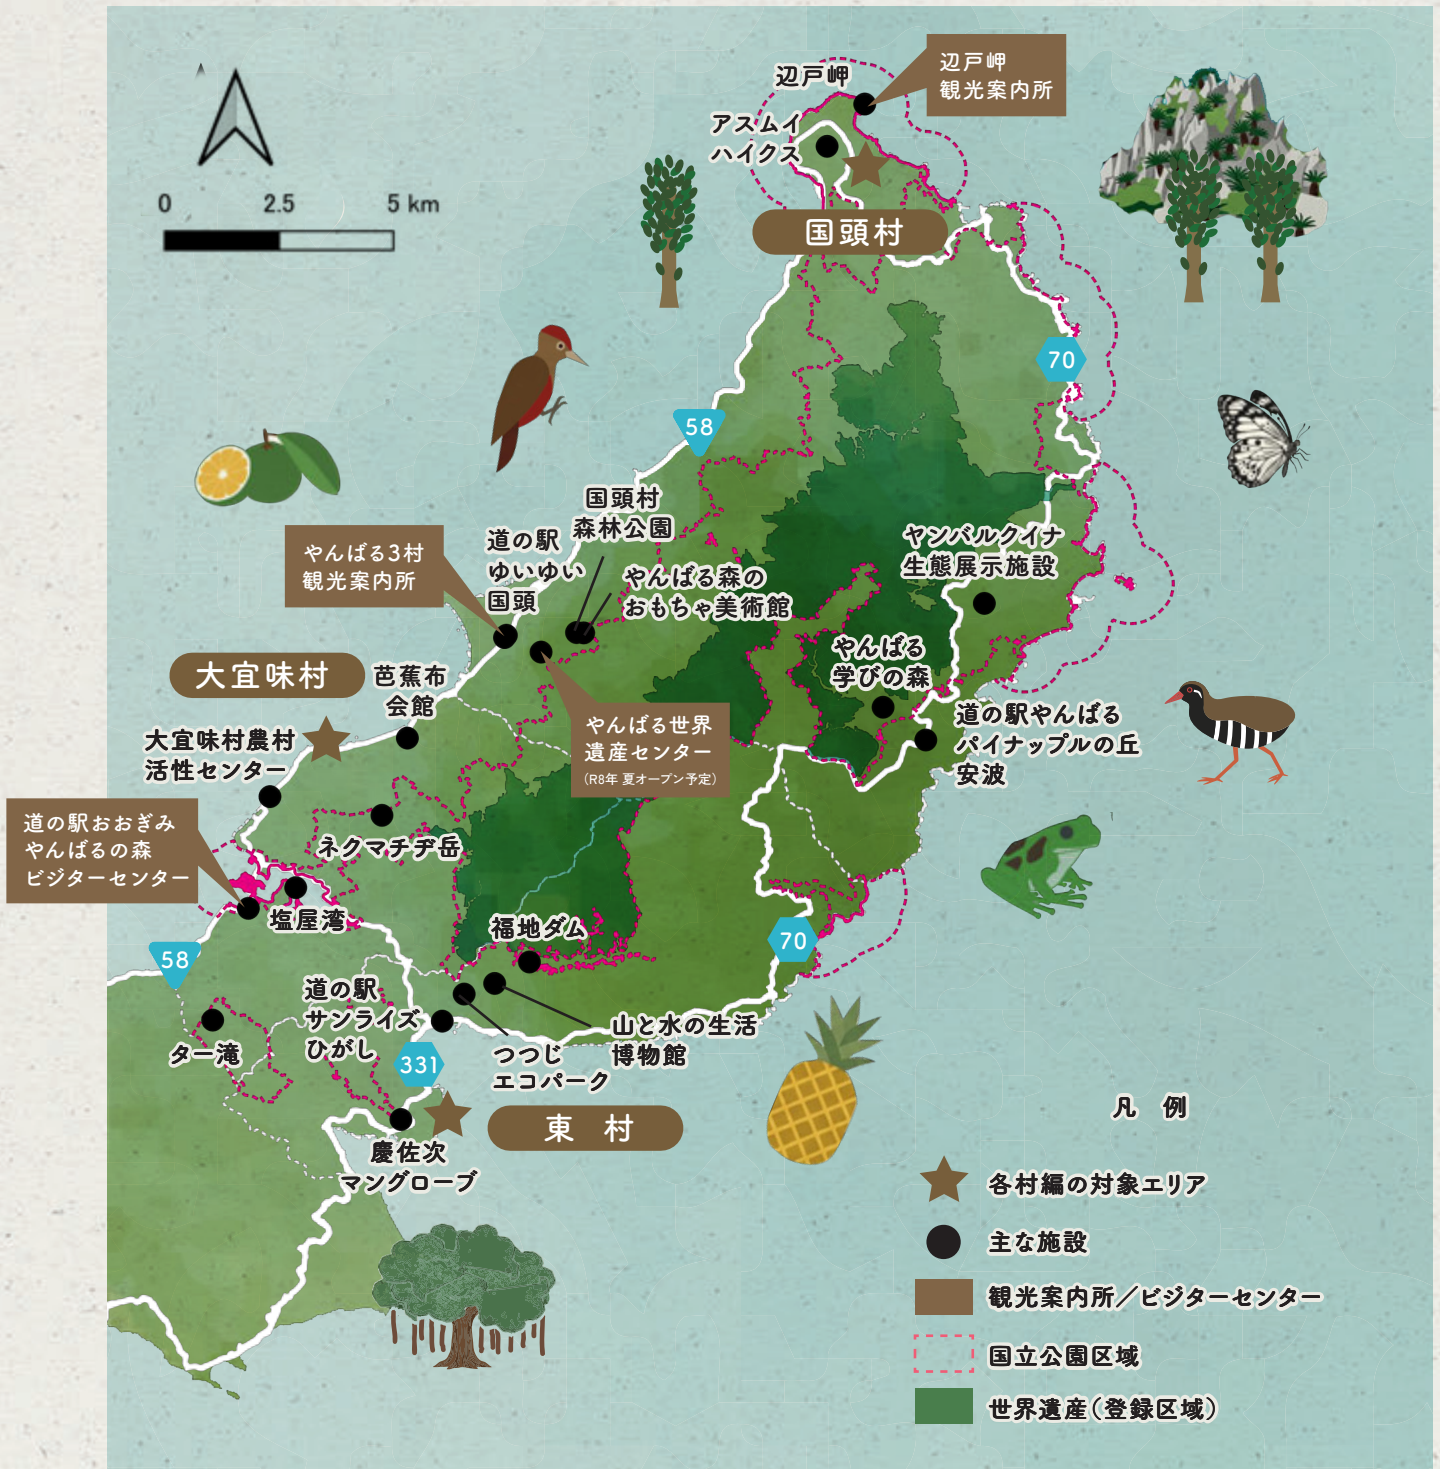 辺戸岬
辺戸岬
観光案内所
アスムイ
ハイクス
0 2.5 5 km
国頭村
70
58
国頭村
森林公園
道の駅
ゆいゆい
国頭
やんばる3村
観光案内所
やんばる森の
おもちゃ美術館
ヤンバルクイナ
生態展示施設
やんばる
学びの森
大宜味村
芭蕉布
会館
道の駅やんばる
パイナップルの丘
安波
やんばる世界
遺産センター
(R8年 夏オープン予定)
大宜味村農村
活性センター
道の駅おおぎみ
やんばるの森
ビジターセンター
ネクマチヂ岳
塩屋湾
福地ダム
70
58
道の駅
サンライズ
ひがし
ター滝
山と水の生活
博物館
つつじ
エコパーク
331
東 村
慶佐次
マングローブ
凡 例
各村編の対象エリア
主な施設
観光案内所／ビジターセンター
国立公園区域
世界遺産（登録区域）